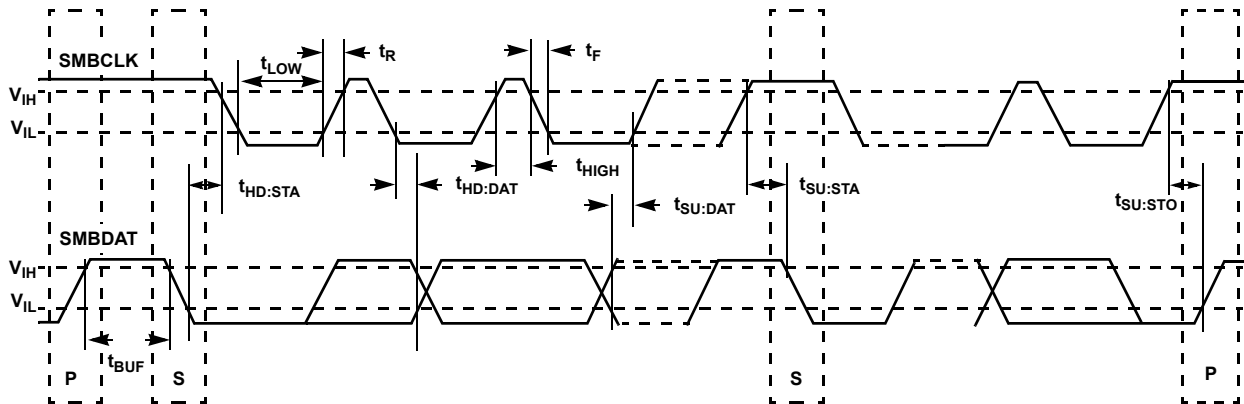 SMBCLK
tLOW
tR
tF
VIH
VIL
tHD:STA
tHD:DAT
tHIGH
tSU:DAT
tSU:STA
tSU:STO
SMBDAT
VIH
VIL
tBUF
P
S
S
P